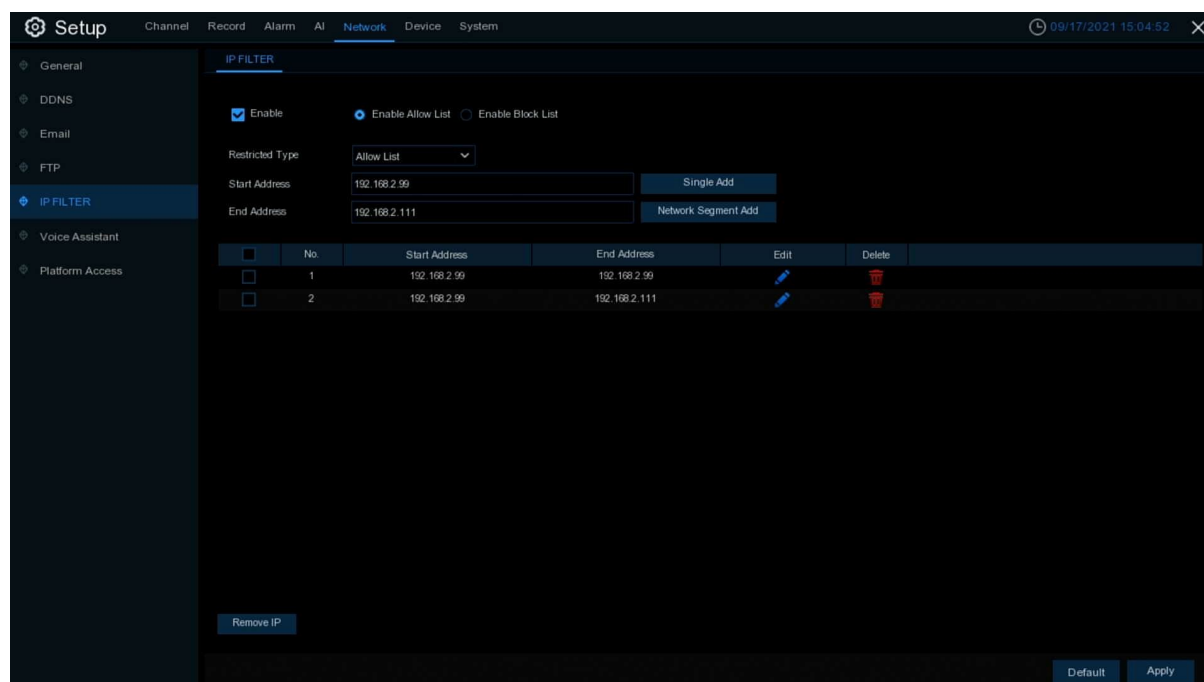 Setup Channel Record Alarm AI Network Device System 09/17/2021 15:04:52
General
DDNS
Email
FTP
IP FILTER
Voice Assistant
Platform Access
IP FILTER
Enable Enable Allow List Enable Block List
Restricted Type Allow List
Start Address 192.168.2.99 Single Add
End Address 192.168.2.111 Network Segment Add
No. Start Address End Address Edit Delete
1 192.168.2.99 192.168.2.99
2 192.168.2.99 192.168.2.111
Remove IP
Default Apply